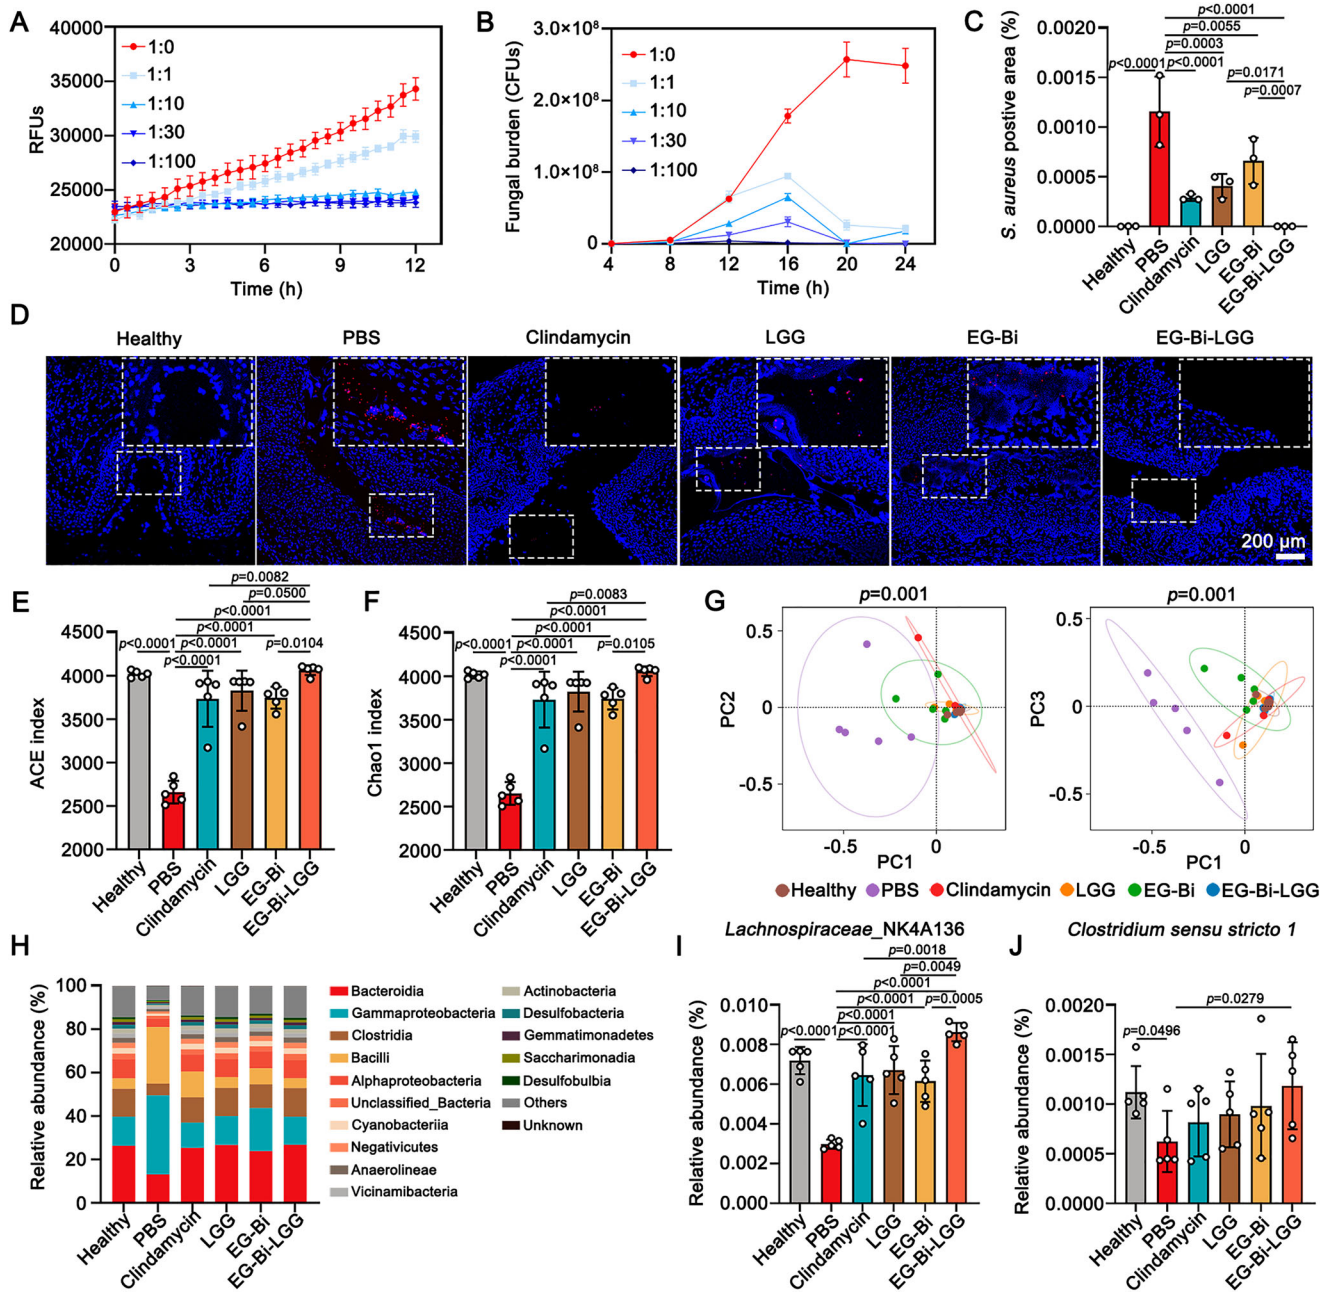 A
RFUs
40000
35000
30000
25000
20000
1:0
1:1
1:10
1:30
1:100
0 3 6 9 12
Time (h)
B
Fungal burden (CFUs)
3.0×10⁸
2.0×10⁸
1.0×10⁸
0
1:0
1:1
1:10
1:30
1:100
4 8 12 16 20 24
Time (h)
C
S. aureus postive area (%)
0.0020
0.0015
0.0010
0.0005
0.0000
p<0.0001
p=0.0055
p=0.0003
p<0.0001 p<0.0001
p=0.0171
p=0.0007
Healthy PBS Clindamycin LGG EG-Bi EG-Bi-LGG
D
Healthy PBS Clindamycin LGG EG-Bi EG-Bi-LGG
200 μm
E
ACE index
4500
4000
3500
3000
2500
2000
p=0.0082
p=0.0500
p<0.0001
p<0.0001
p<0.0001 p<0.0001 p=0.0104
p<0.0001
Healthy PBS Clindamycin LGG EG-Bi EG-Bi-LGG
F
Chao1 index
4500
4000
3500
3000
2500
2000
p=0.0083
p<0.0001
p<0.0001
p<0.0001 p<0.0001 p=0.0105
p<0.0001
Healthy PBS Clindamycin LGG EG-Bi EG-Bi-LGG
G
p=0.001
PC2
0.5
0
-0.5
-0.5 0
PC1
p=0.001
PC3
0.5
0
-0.5
-0.5 0
PC1
Healthy PBS Clindamycin LGG EG-Bi EG-Bi-LGG
H
Relative abundance (%)
100
80
60
40
20
0
Healthy PBS Clindamycin LGG EG-Bi EG-Bi-LGG
Bacteroidia
Gammaproteobacteria
Clostridia
Bacilli
Alphaproteobacteria
Unclassified_Bacteria
Cyanobacteriia
Negativicutes
Anaerolineae
Vicinamibacteria
Actinobacteria
Desulfobacteria
Gemmatimonadetes
Saccharimonadia
Desulfobulbia
Others
Unknown
I
Lachnospiraceae_NK4A136
Relative abundance (%)
0.010
0.008
0.006
0.004
0.002
0.000
p=0.0018
p=0.0049
p<0.0001
p<0.0001 p=0.0005
p<0.0001
p<0.0001 p<0.0001
Healthy PBS Clindamycin LGG EG-Bi EG-Bi-LGG
J
Clostridium sensu stricto 1
Relative abundance (%)
0.0020
0.0015
0.0010
0.0005
0.0000
p=0.0279
p=0.0496
Healthy PBS Clindamycin LGG EG-Bi EG-Bi-LGG